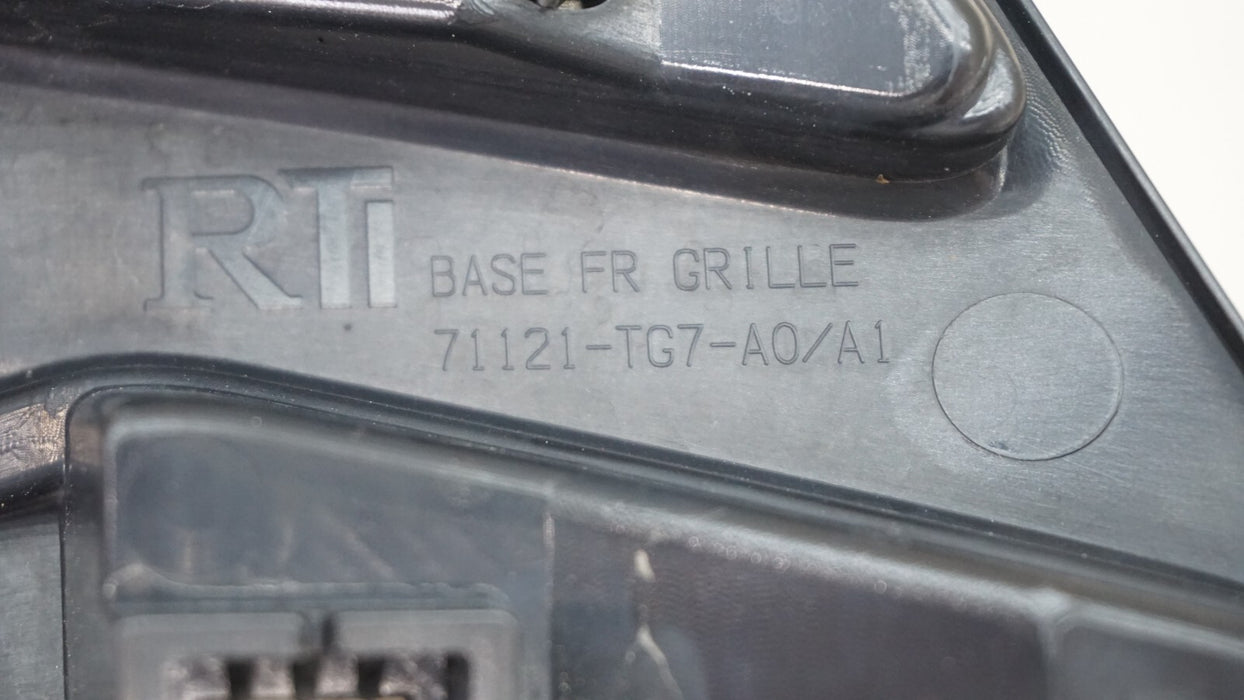 RTi
BASE FR GRILLE
71121-TG7-A0/A1